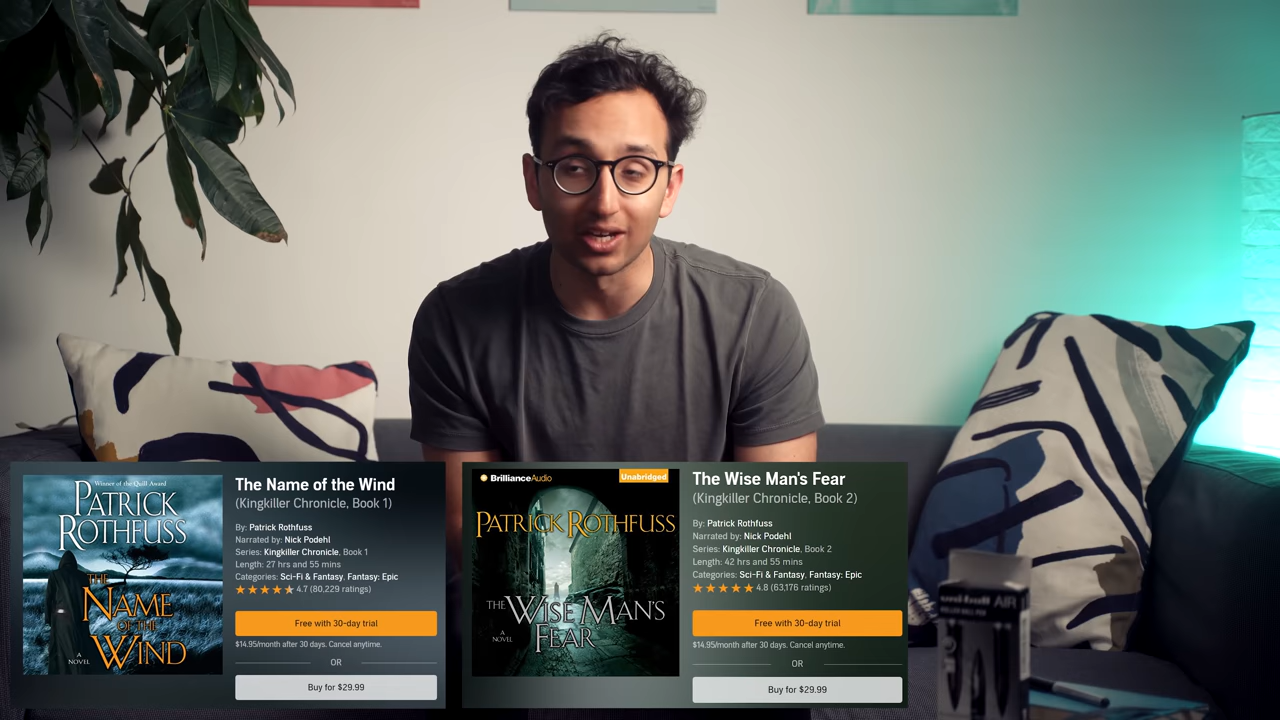 Winner of the Quill Award
PATRICK
ROTHFUSS
THE
NAME
OF THE
WIND
A
NOVEL
The Name of the Wind
(Kingkiller Chronicle, Book 1)
By: Patrick Rothfuss
Narrated by: Nick Podehl
Series: Kingkiller Chronicle, Book 1
Length: 27 hrs and 55 mins
Categories: Sci-Fi & Fantasy, Fantasy: Epic
4.7 (80,229 ratings)
Free with 30-day trial
$14.95/month after 30 days. Cancel anytime.
OR
Buy for $29.99
BrillianceAudio
Unabridged
PATRICK ROTHFUSS
THE WISE MAN'S
FEAR
A
NOVEL
The Wise Man's Fear
(Kingkiller Chronicle, Book 2)
By: Patrick Rothfuss
Narrated by: Nick Podehl
Series: Kingkiller Chronicle, Book 2
Length: 42 hrs and 55 mins
Categories: Sci-Fi & Fantasy, Fantasy: Epic
4.8 (63,176 ratings)
Free with 30-day trial
$14.95/month after 30 days. Cancel anytime.
OR
Buy for $29.99
uni-ball AIR